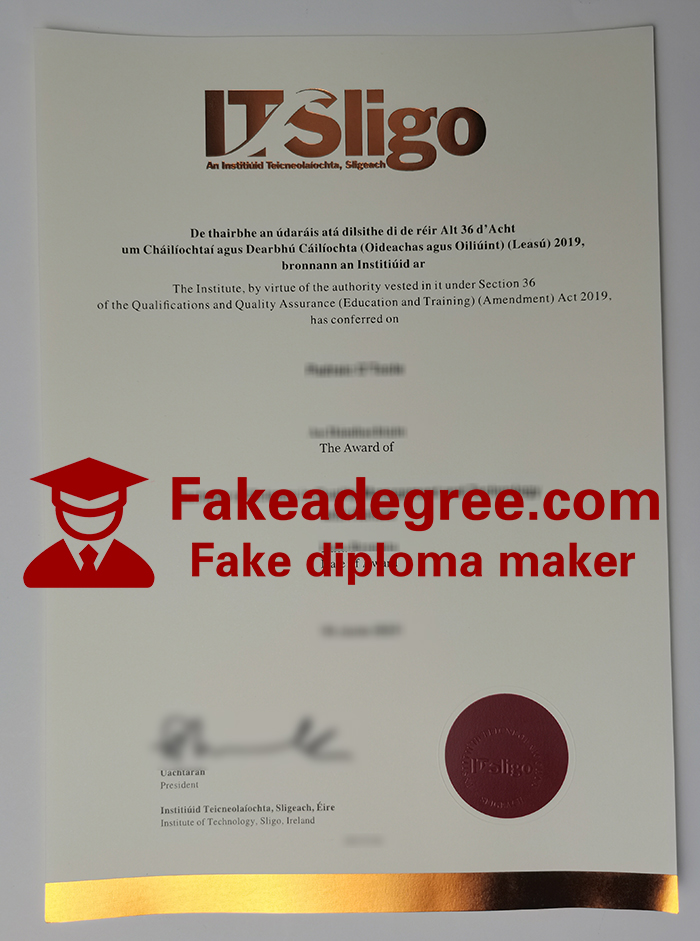 ITSligo
An Institiúid Teicneolaíochta, Sligeach
De thairbhe an údaráis atá dílsithe di de réir Alt 36 d'Acht
um Cháilíochtaí agus Dearbhú Cáilíochta (Oideachas agus Oiliúint) (Leasú) 2019,
bronnann an Institiúid ar
The Institute, by virtue of the authority vested in it under Section 36
of the Qualifications and Quality Assurance (Education and Training) (Amendment) Act 2019,
has conferred on
The Award of
Fakeadegree.com
Fake diploma maker
Date of Award
Uachtarán
President
ITSligo
SLIGEACH
Institiúid Teicneolaíochta, Sligeach, Éire
Institute of Technology, Sligo, Ireland